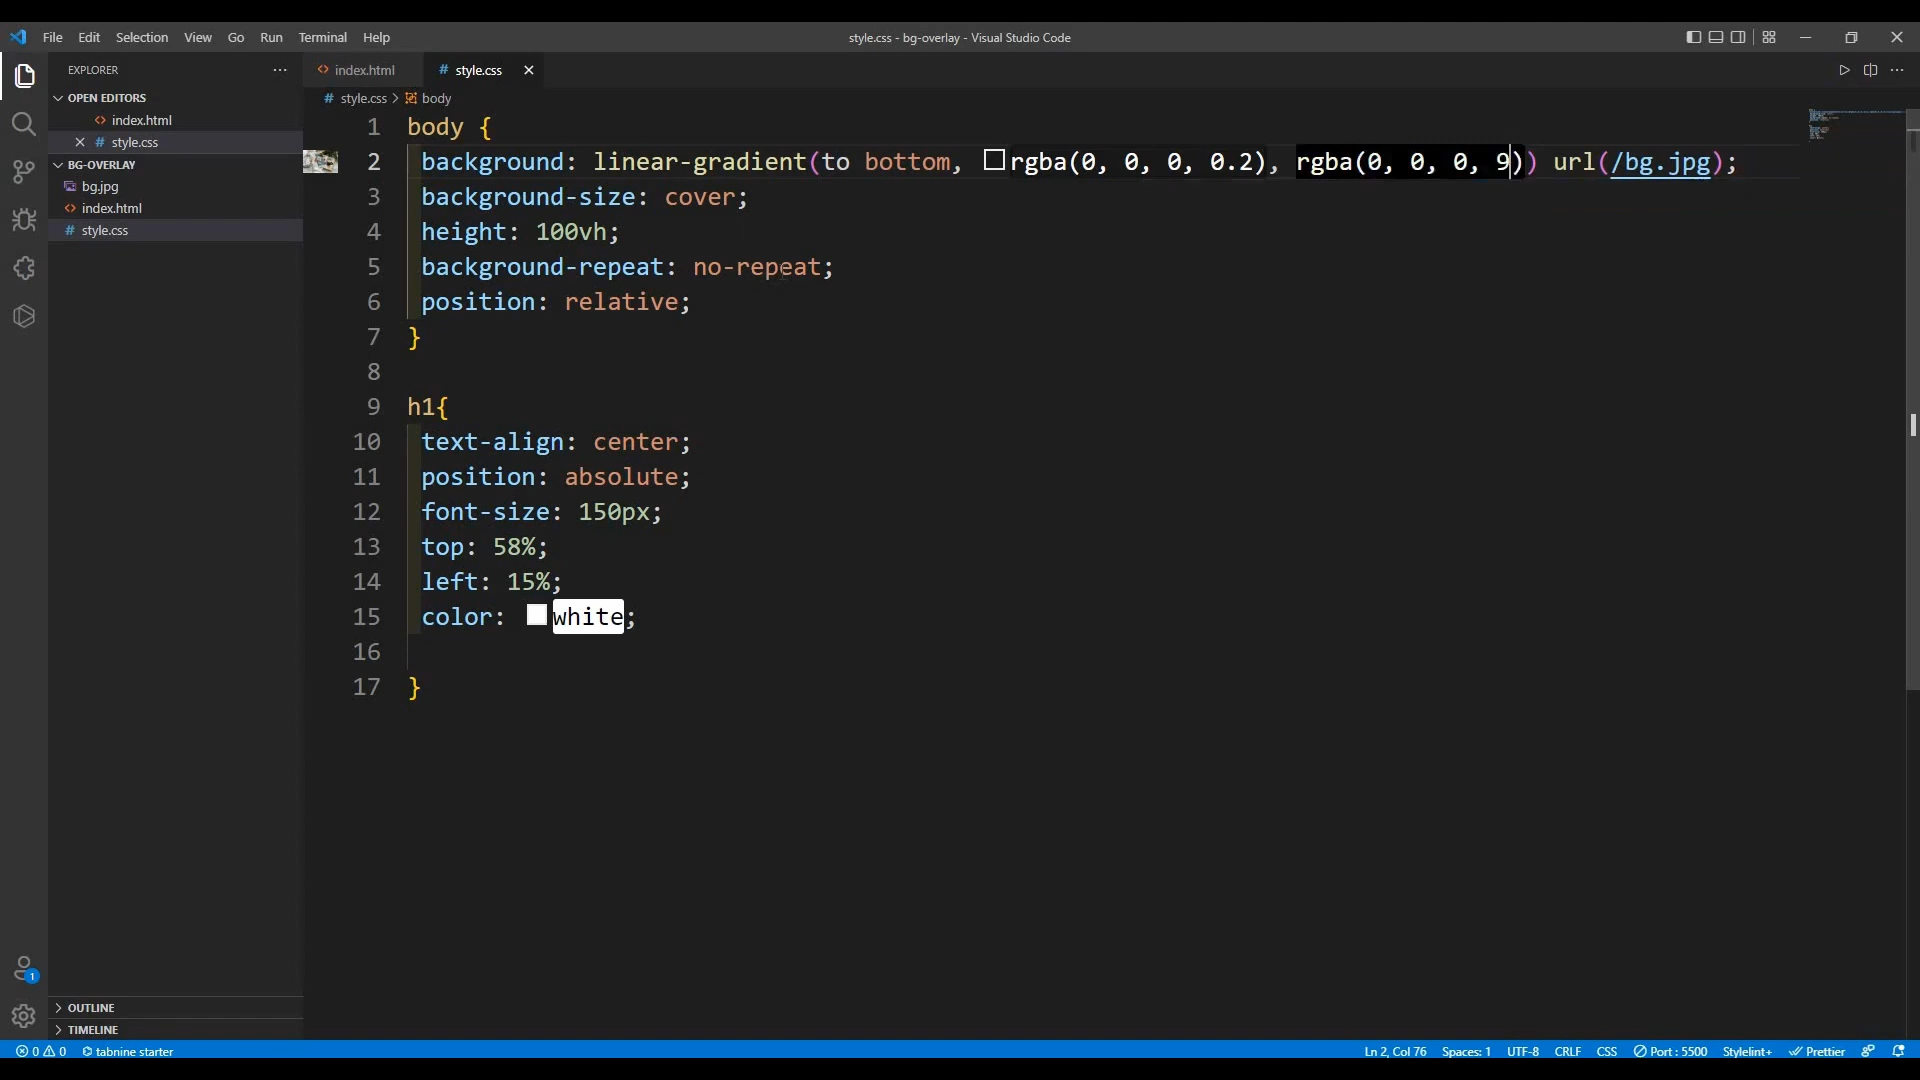 File Edit Selection View Go Run Terminal Help
style.css - bg-overlay - Visual Studio Code
EXPLORER
OPEN EDITORS
index.html
style.css
BG-OVERLAY
bg.jpg
index.html
style.css
OUTLINE
TIMELINE
index.html
style.css
style.css > body
1 body {
2 background: linear-gradient(to bottom, rgba(0, 0, 0, 0.2), rgba(0, 0, 0, 9)) url(/bg.jpg);
3 background-size: cover;
4 height: 100vh;
5 background-repeat: no-repeat;
6 position: relative;
7 }
8
9 h1{
10 text-align: center;
11 position: absolute;
12 font-size: 150px;
13 top: 58%;
14 left: 15%;
15 color: white;
16
17 }
1
0 0 tabnine starter
Ln 2, Col 76 Spaces: 1 UTF-8 CRLF CSS Port : 5500 Stylelint+ Prettier